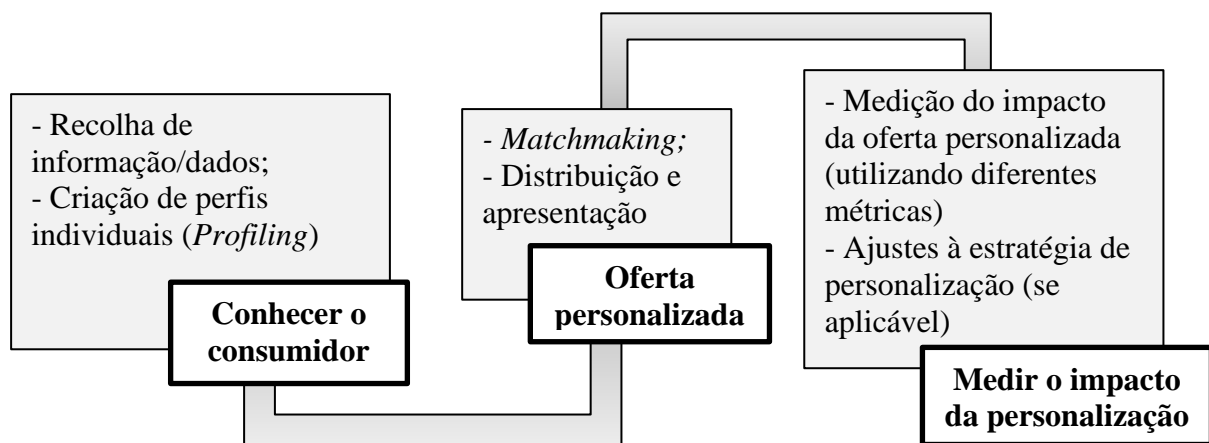 - Recolha de
informação/dados;
- Criação de perfis
individuais (Profiling)
Conhecer o
consumidor
- Matchmaking;
- Distribuição e
apresentação
Oferta
personalizada
- Medição do impacto
da oferta personalizada
(utilizando diferentes
métricas)
- Ajustes à estratégia de
personalização (se
aplicável)
Medir o impacto
da personalização